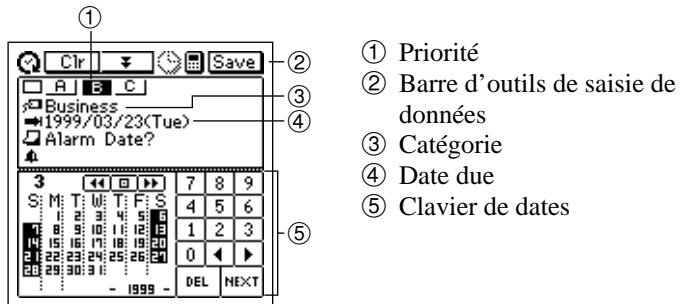 ①
Clr Save
②
A B C
Business
③
1999/03/23(Tue)
④
Alarm Date?
3
7 8 9
S M T W T F S
4 5 6
1 2 3 4 5 6
7 8 9 10 11 12 13
1 2 3
14 15 16 17 18 19 20
21 22 23 24 25 26 27
0
28 29 30 31
- 1999 -
DEL NEXT
⑤
① Priorité
② Barre d’outils de saisie de
données
③ Catégorie
④ Date due
⑤ Clavier de dates